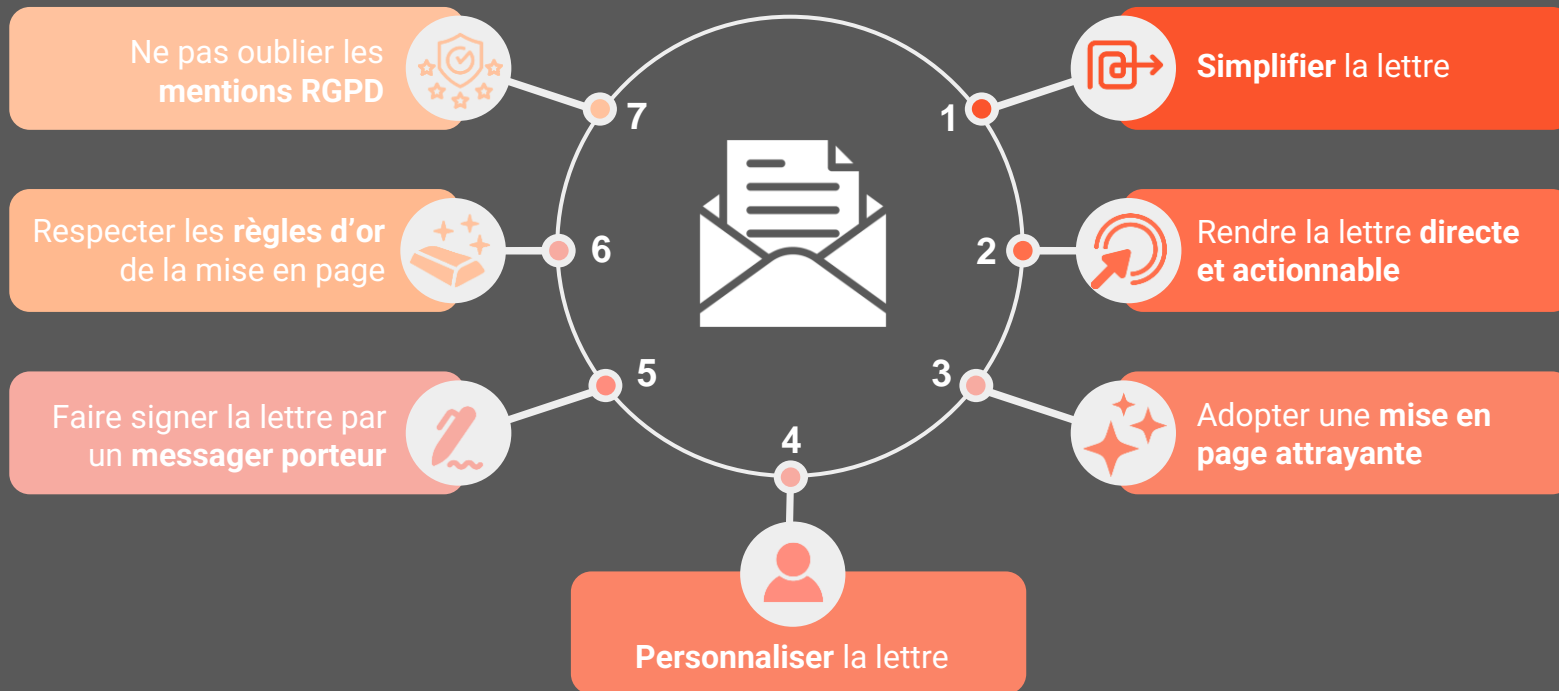 1
Simplifier la lettre
2
Rendre la lettre directe
et actionnable
3
Adopter une mise en
page attrayante
4
Personnaliser la lettre
5
Faire signer la lettre par
un messager porteur
6
Respecter les règles d’or
de la mise en page
7
Ne pas oublier les
mentions RGPD